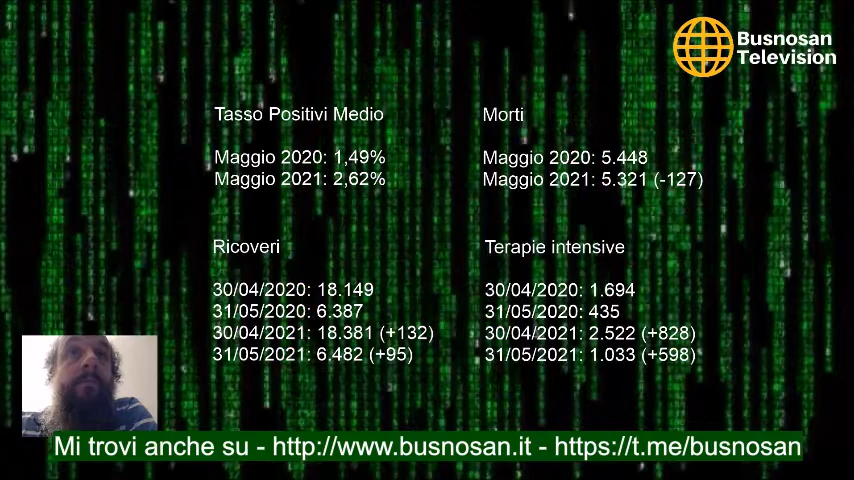 Busnosan
Television
Tasso Positivi Medio
Maggio 2020: 1,49%
Maggio 2021: 2,62%
Morti
Maggio 2020: 5.448
Maggio 2021: 5.321 (-127)
Ricoveri
30/04/2020: 18.149
31/05/2020: 6.387
30/04/2021: 18.381 (+132)
31/05/2021: 6.482 (+95)
Terapie intensive
30/04/2020: 1.694
31/05/2020: 435
30/04/2021: 2.522 (+828)
31/05/2021: 1.033 (+598)
Mi trovi anche su - http://www.busnosan.it - https://t.me/busnosan